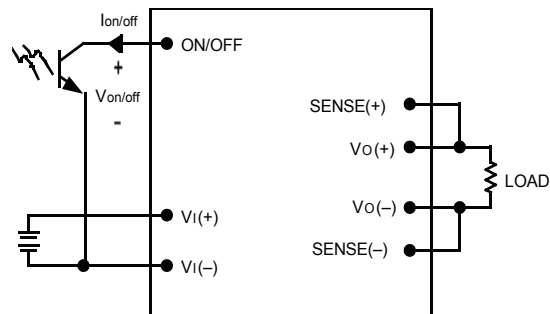 Ion/off
ON/OFF
+
Von/off
-
SENSE(+)
VO(+)
LOAD
VO(–)
SENSE(–)
VI(+)
VI(–)